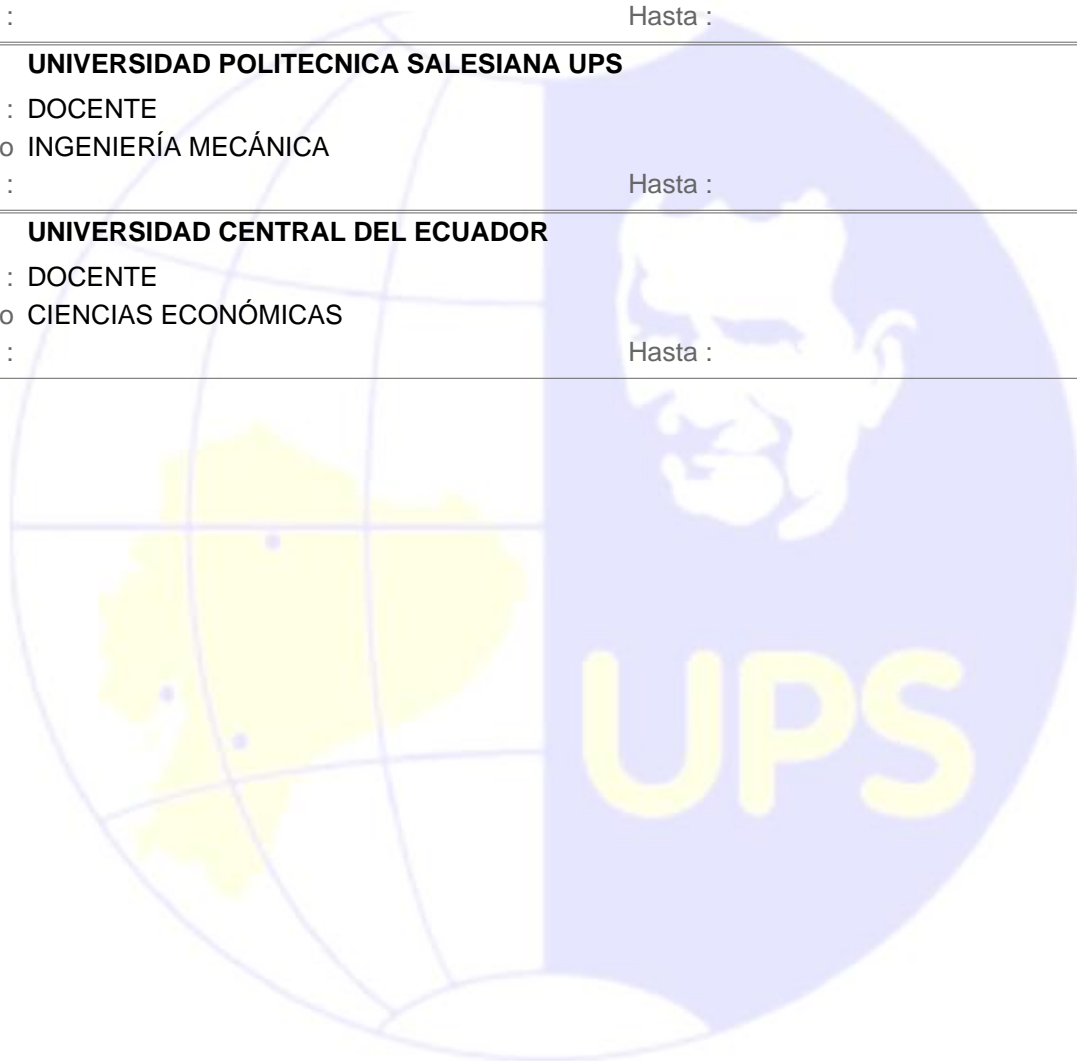 : Hasta :
UNIVERSIDAD POLITECNICA SALESIANA UPS
: DOCENTE
o INGENIERÍA MECÁNICA
: Hasta :
UNIVERSIDAD CENTRAL DEL ECUADOR
: DOCENTE
o CIENCIAS ECONÓMICAS
: Hasta :
UPS